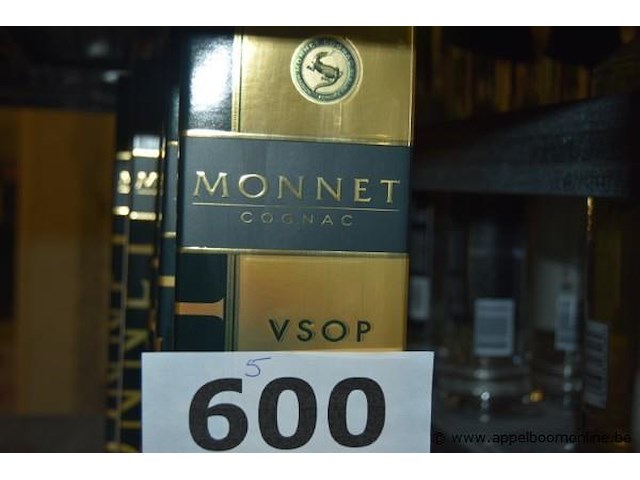 MONNET
COGNAC
VSOP
5
600
© www.appelboomonline.be